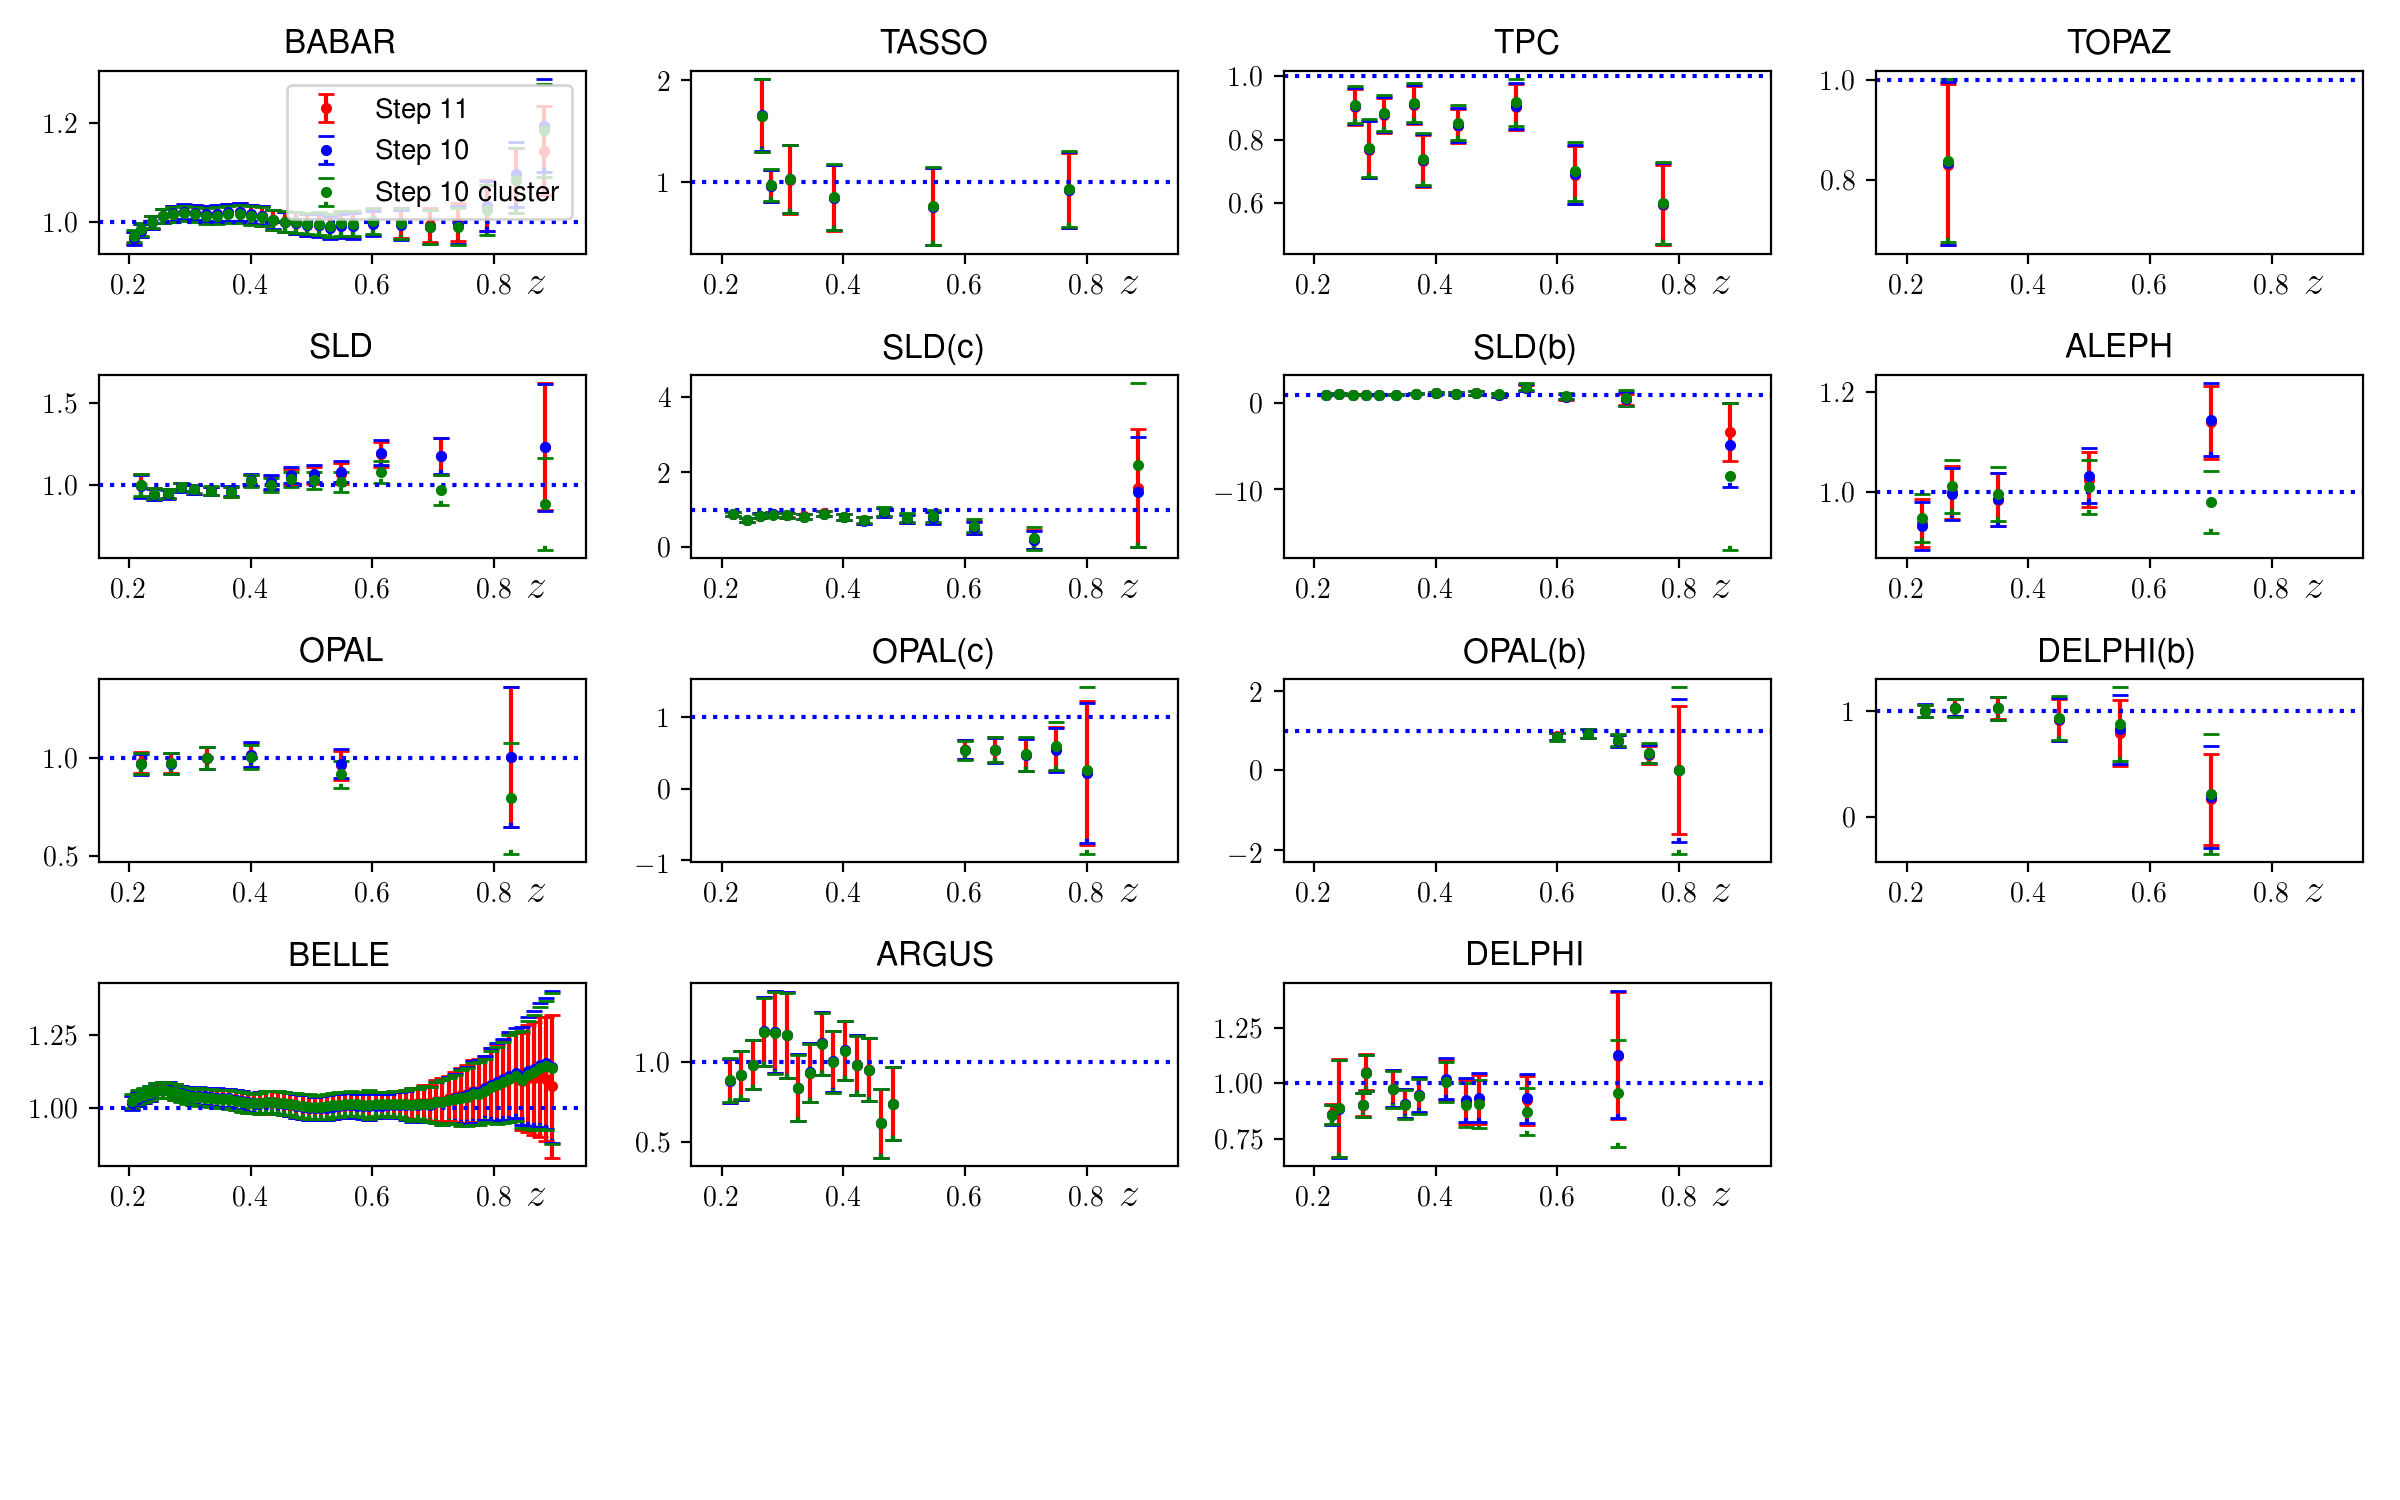 BABAR
TASSO
TPC
TOPAZ
1.2
1.0
Step 11
Step 10
Step 10 cluster
2
1
1.0
0.8
0.6
1.0
0.8
0.2 0.4 0.6 0.8 z
0.2 0.4 0.6 0.8 z
0.2 0.4 0.6 0.8 z
0.2 0.4 0.6 0.8 z
SLD
SLD(c)
SLD(b)
ALEPH
1.5
1.0
4
2
0
0
−10
1.2
1.0
0.2 0.4 0.6 0.8 z
0.2 0.4 0.6 0.8 z
0.2 0.4 0.6 0.8 z
0.2 0.4 0.6 0.8 z
OPAL
OPAL(c)
OPAL(b)
DELPHI(b)
1.0
0.5
1
0
−1
2
0
−2
1
0
0.2 0.4 0.6 0.8 z
0.2 0.4 0.6 0.8 z
0.2 0.4 0.6 0.8 z
0.2 0.4 0.6 0.8 z
BELLE
ARGUS
DELPHI
1.25
1.00
1.0
0.5
1.25
1.00
0.75
0.2 0.4 0.6 0.8 z
0.2 0.4 0.6 0.8 z
0.2 0.4 0.6 0.8 z